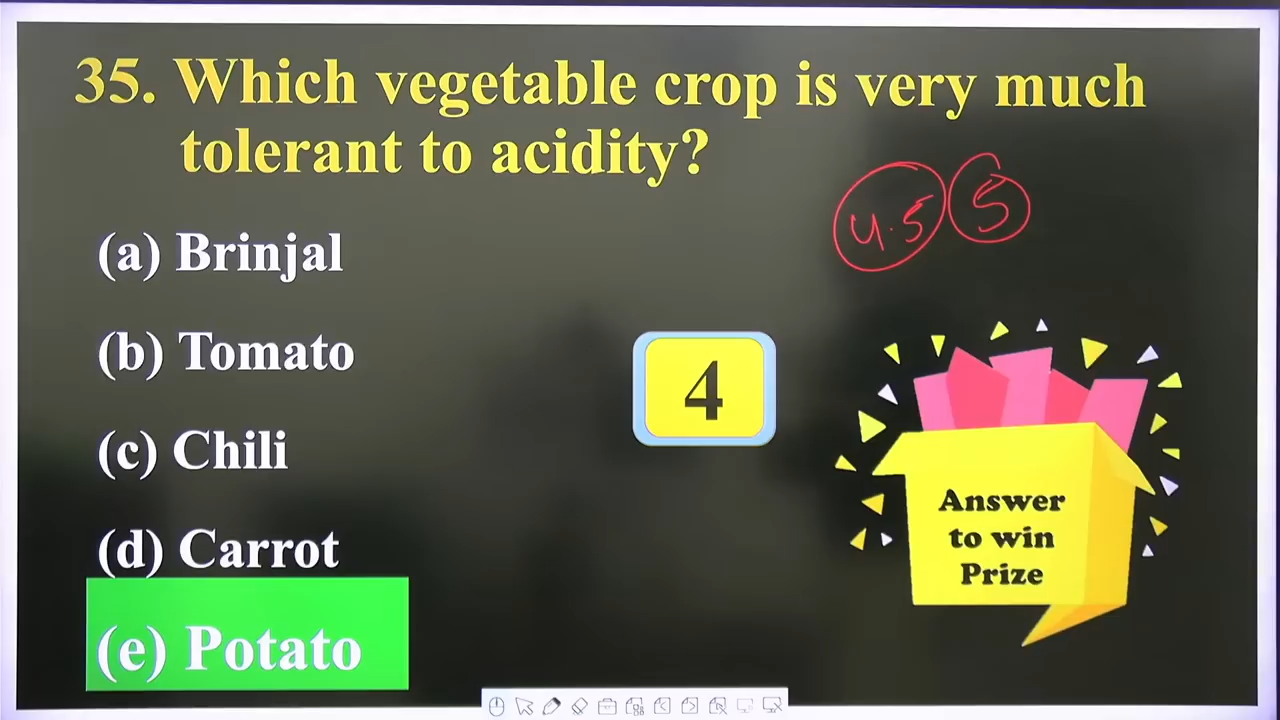 35. Which vegetable crop is very much
tolerant to acidity?
4.5 5
(a) Brinjal
(b) Tomato
4
(c) Chili
Answer
to win
Prize
(d) Carrot
(e) Potato